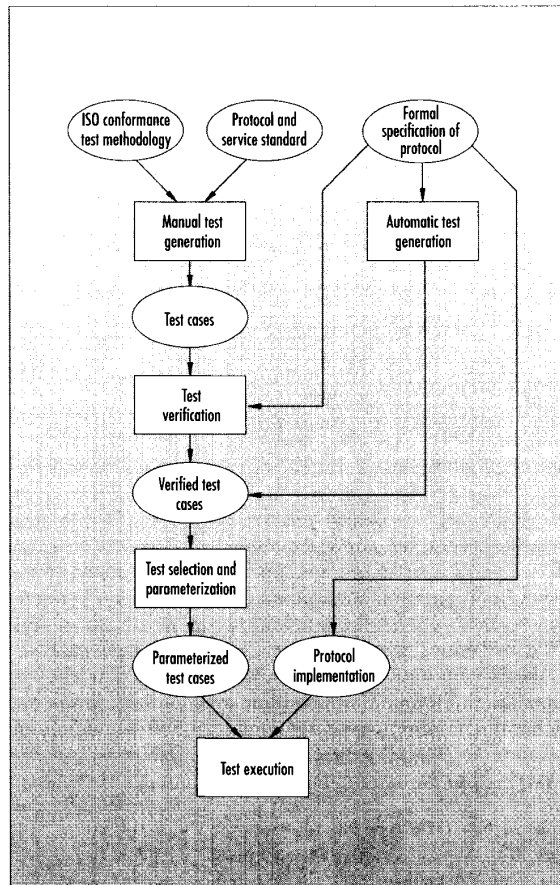 ISO conformance
test methodology
Protocol and
service standard
Formal
specification of
protocol
Manual test
generation
Automatic test
generation
Test cases
Test
verification
Verified test
cases
Test selection and
parameterization
Parameterized
test cases
Protocol
implementation
Test execution